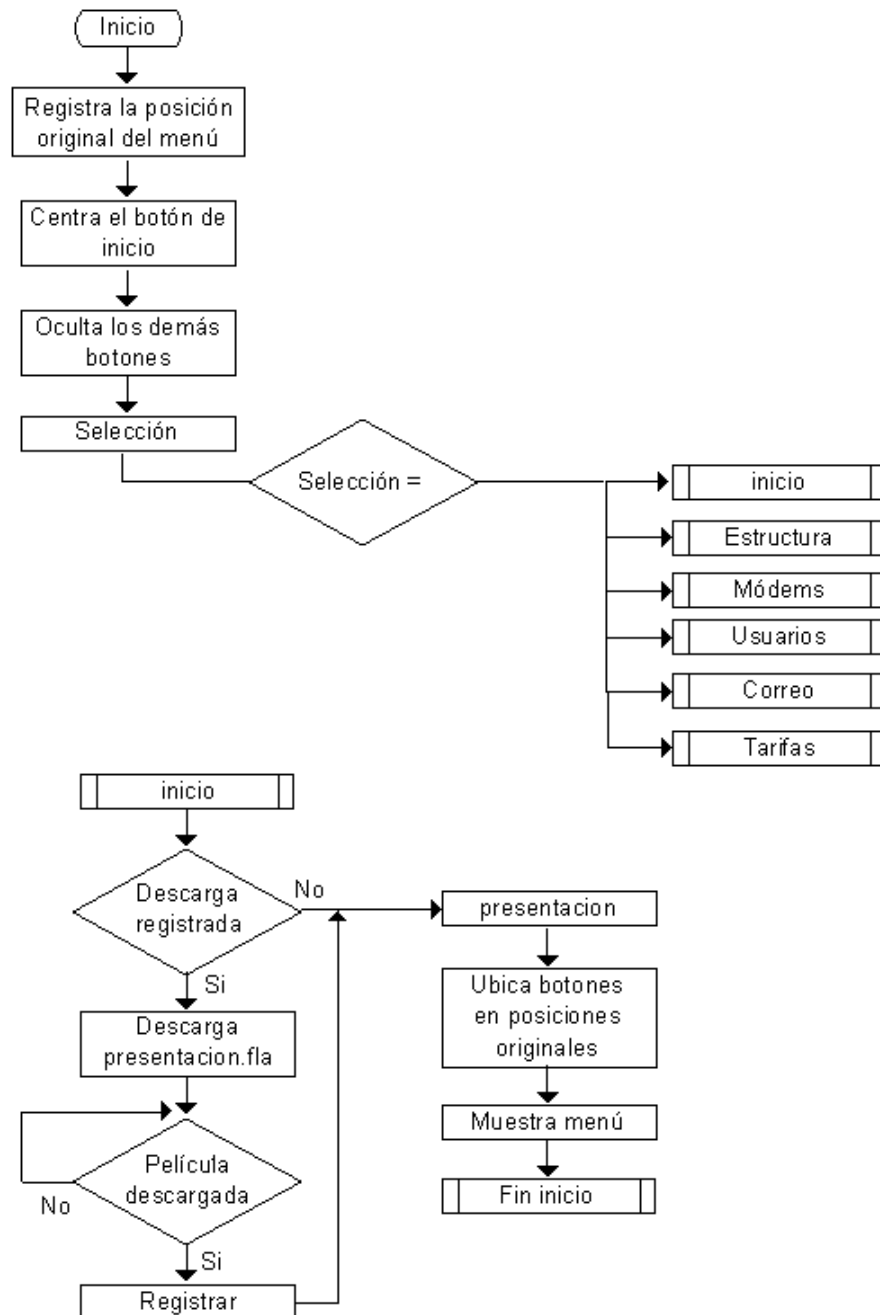 Inicio
Registra la posición
original del menú
Centra el botón de
inicio
Oculta los demás
botones
Selección
Selección =
inicio
Estructura
Módems
Usuarios
Correo
Tarifas
inicio
Descarga
registrada
No
Si
Descarga
presentacion.fla
Película
descargada
No
Si
Registrar
presentacion
Ubica botones
en posiciones
originales
Muestra menú
Fin inicio